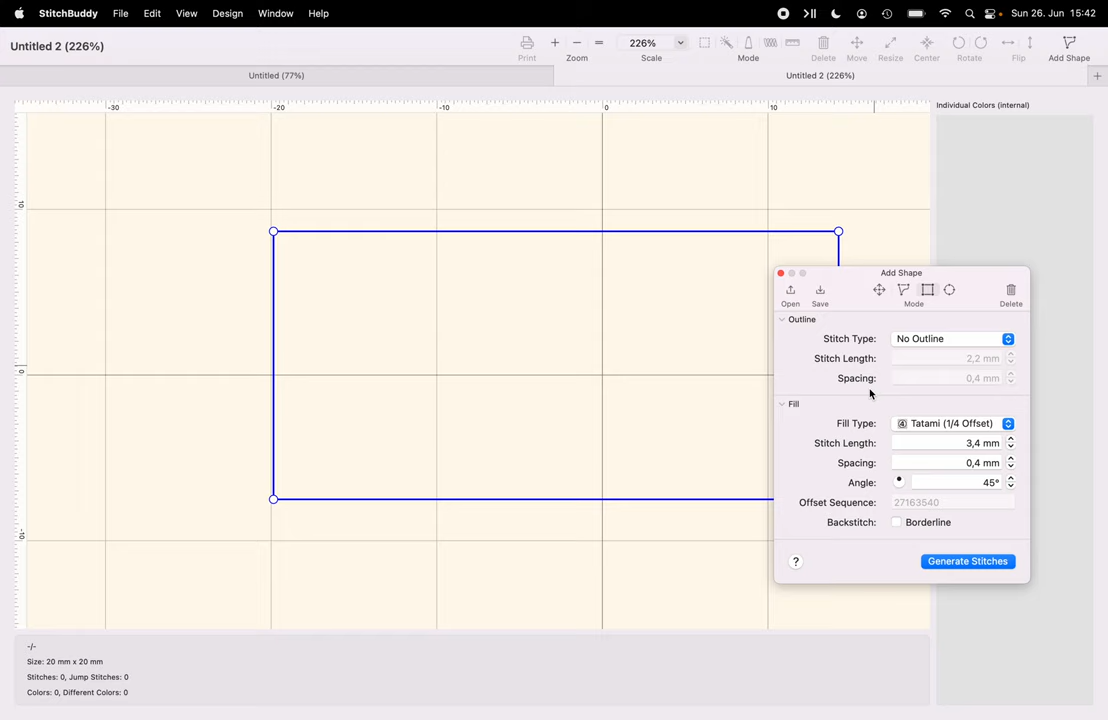 StitchBuddy File Edit View Design Window Help Sun 26. Jun 15:42
Untitled 2 (226%)
226%
Print Zoom Scale Mode Delete Move Resize Center Rotate Flip Add Shape
Untitled (77%) Untitled 2 (226%)
-30 -20 -10 0 10
Individual Colors (internal)
10
0
-10
Add Shape
Open Save Mode Delete
Outline
Stitch Type: No Outline
Stitch Length: 2,2 mm
Spacing: 0,4 mm
Fill
Fill Type: 4 Tatami (1/4 Offset)
Stitch Length: 3,4 mm
Spacing: 0,4 mm
Angle: 45°
Offset Sequence: 27163540
Backstitch: Borderline
? Generate Stitches
-/-
Size: 20 mm x 20 mm
Stitches: 0, Jump Stitches: 0
Colors: 0, Different Colors: 0